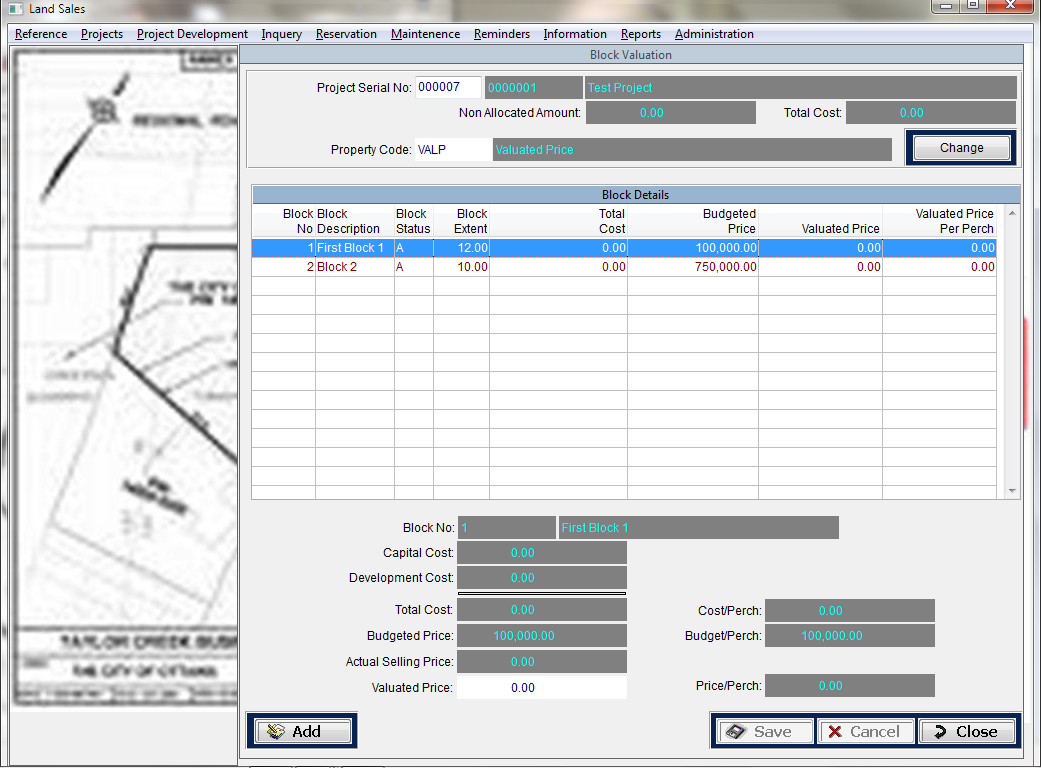 Land Sales
Reference Projects Project Development Inquery Reservation Maintenence Reminders Information Reports Administration
Block Valuation
Project Serial No: 000007 0000001 Test Project
Non Allocated Amount: 0.00 Total Cost: 0.00
Property Code: VALP Valuated Price Change
Block Details
Block Block Block Block Total Budgeted Valuated Price
No Description Status Extent Cost Price Valuated Price Per Perch
1 First Block 1 A 12.00 0.00 100,000.00 0.00 0.00
2 Block 2 A 10.00 0.00 750,000.00 0.00 0.00
Block No: 1 First Block 1
Capital Cost: 0.00
Development Cost: 0.00
Total Cost: 0.00 Cost/Perch: 0.00
Budgeted Price: 100,000.00 Budget/Perch: 100,000.00
Actual Selling Price: 0.00
Valuated Price: 0.00 Price/Perch: 0.00
Add Save Cancel Close
THE CITY OF OTTAWA